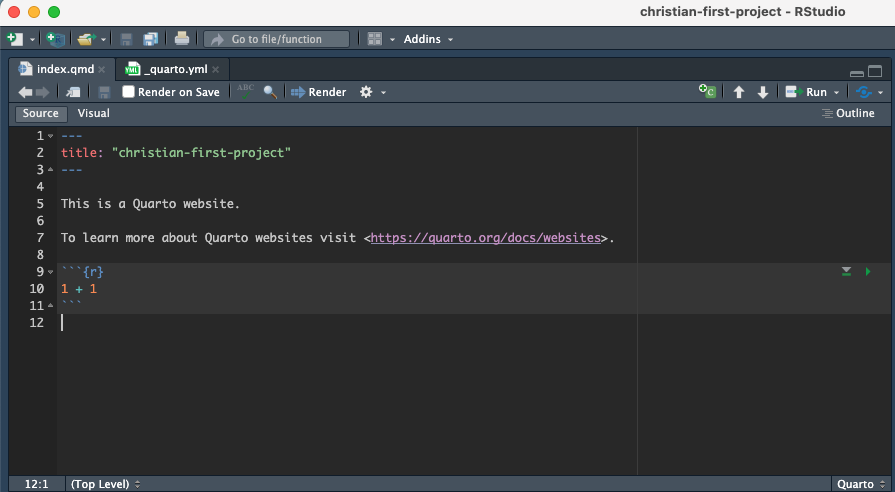 christian-first-project - RStudio
Go to file/function Addins
index.qmd YML _quarto.yml
Render on Save ABC Render C Run
Source Visual Outline
1 ---
2 title: "christian-first-project"
3 ---
4
5 This is a Quarto website.
6
7 To learn more about Quarto websites visit <https://quarto.org/docs/websites>.
8
9 ```{r}
10 1 + 1
11 ```
12
12:1 (Top Level) Quarto